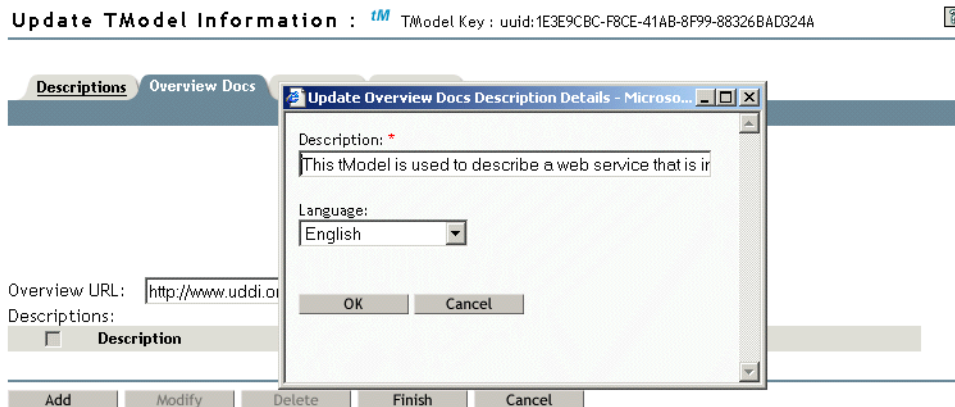 Update TModel Information : tM TModel Key : uuid:1E3E9CBC-F8CE-41AB-8F99-88326BAD324A
Descriptions Overview Docs
Update Overview Docs Description Details - Microso...
Description: *
This tModel is used to describe a web service that is
Language:
English
OK Cancel
Overview URL: http://www.uddi.or
Descriptions:
Description
Add Modify Delete Finish Cancel